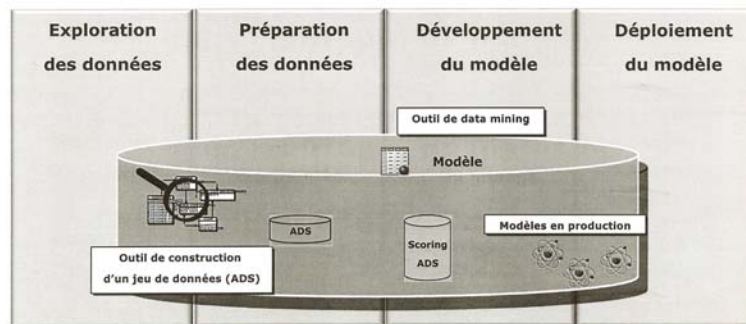 Exploration
des données
Préparation
des données
Développement
du modèle
Déploiement
du modèle
Outil de data mining
Modèle
ADS
Scoring
ADS
Modèles en production
Outil de construction
d'un jeu de données (ADS)